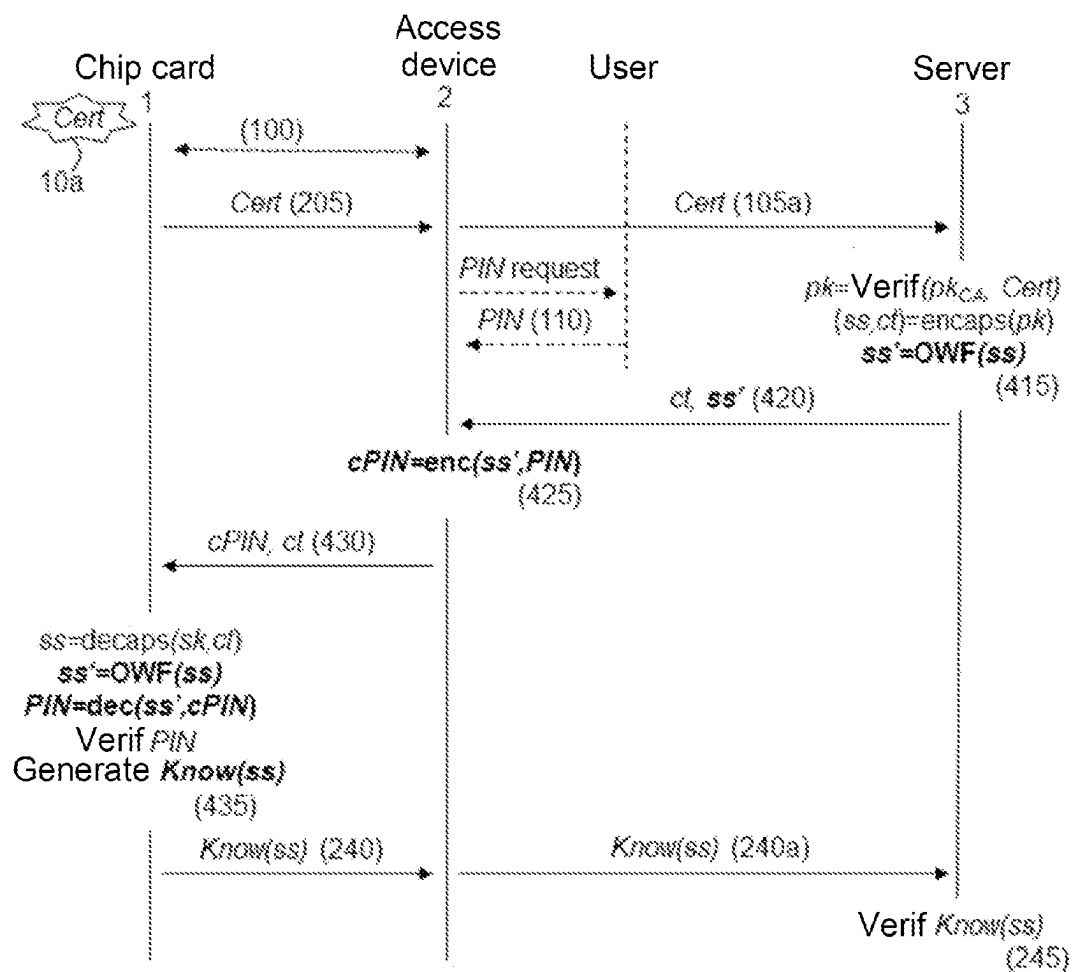 Access
Chip card device User Server
1 2 3
Cert
10a
(100)
Cert (205)
Cert (105a)
PIN request
PIN (110)
pk=Verif(pkCA, Cert)
(ss,ct)=encaps(pk)
ss'=OWF(ss)
(415)
ct, ss' (420)
cPIN=enc(ss',PIN)
(425)
cPIN, ct (430)
ss=decaps(sk,ct)
ss'=OWF(ss)
PIN=dec(ss',cPIN)
Verif PIN
Generate Know(ss)
(435)
Know(ss) (240)
Know(ss) (240a)
Verif Know(ss)
(245)